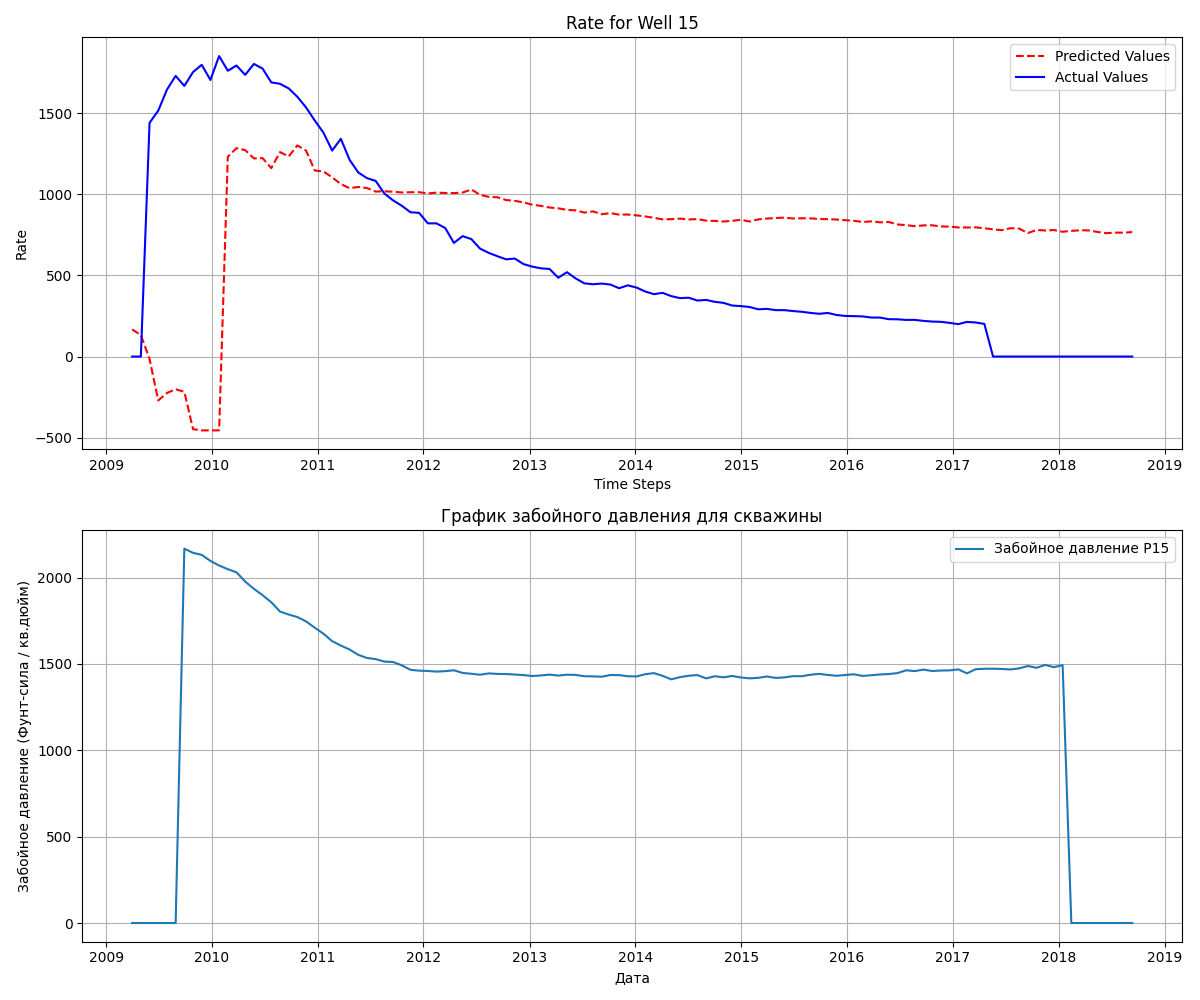 Rate for Well 15
Predicted Values
Actual Values
Rate
1500
1000
500
0
−500
2009 2010 2011 2012 2013 2014 2015 2016 2017 2018 2019
Time Steps
График забойного давления для скважины
Забойное давление P15
Забойное давление (Фунт-сила / кв.дюйм)
2000
1500
1000
500
0
2009 2010 2011 2012 2013 2014 2015 2016 2017 2018 2019
Дата